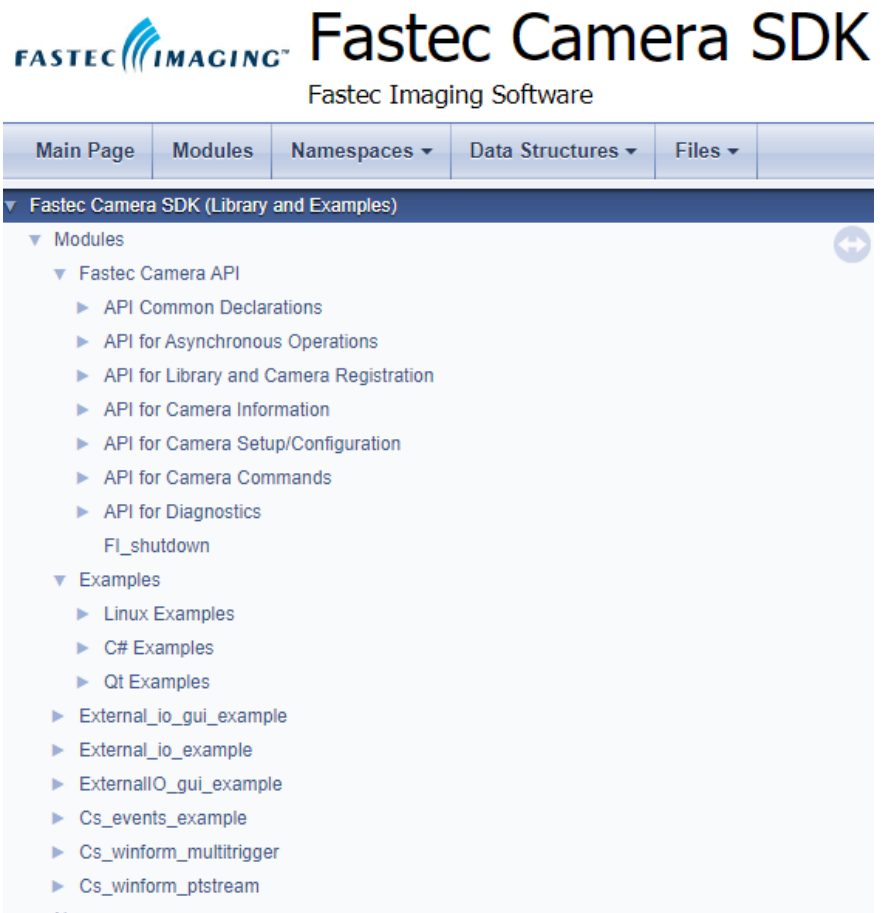 FASTEC IMAGING™
Fastec Camera SDK
Fastec Imaging Software
Main Page Modules Namespaces Data Structures Files
Fastec Camera SDK (Library and Examples)
Modules
Fastec Camera API
API Common Declarations
API for Asynchronous Operations
API for Library and Camera Registration
API for Camera Information
API for Camera Setup/Configuration
API for Camera Commands
API for Diagnostics
FI_shutdown
Examples
Linux Examples
C# Examples
Qt Examples
External_io_gui_example
External_io_example
ExternalIO_gui_example
Cs_events_example
Cs_winform_multitrigger
Cs_winform_ptstream